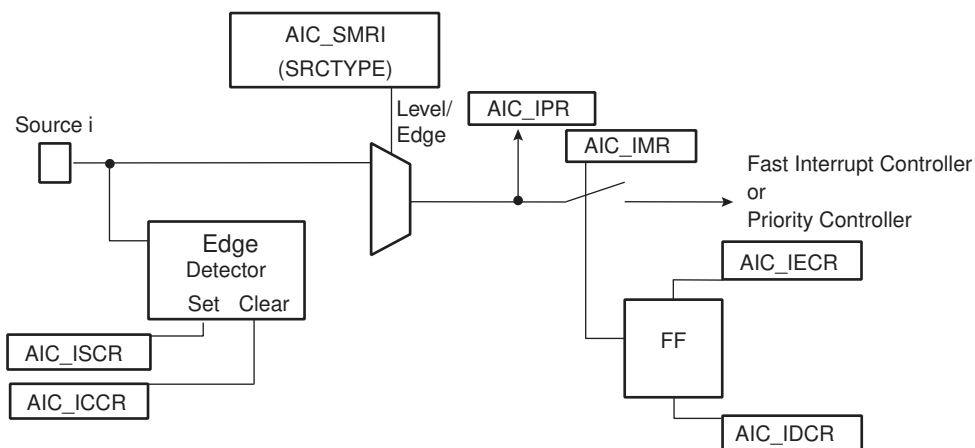 AIC_SMRI
(SRCTYPE)
Level/
Edge
Source i
AIC_IPR
AIC_IMR
Fast Interrupt Controller
or
Priority Controller
Edge
Detector
Set Clear
AIC_IECR
FF
AIC_ISCR
AIC_ICCR
AIC_IDCR